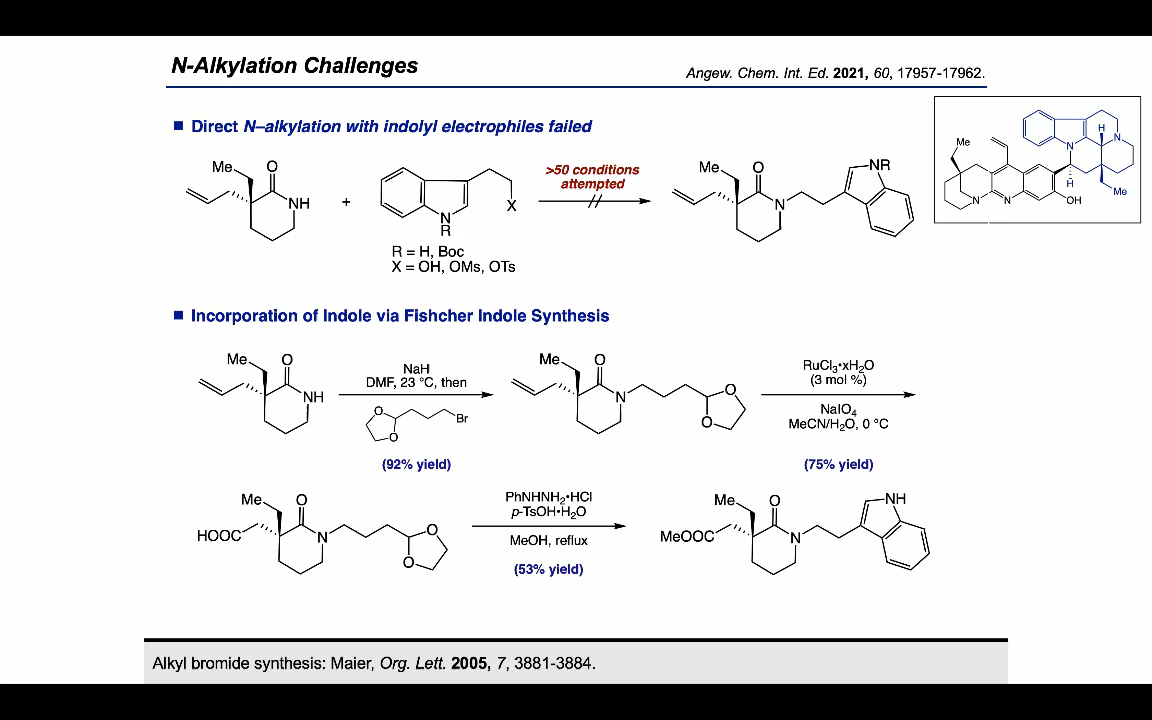 N-Alkylation Challenges
Angew. Chem. Int. Ed. 2021, 60, 17957-17962.
■ Direct N–alkylation with indolyl electrophiles failed
Me
O
NH
+
X
N
R
R = H, Boc
X = OH, OMs, OTs
>50 conditions
attempted
Me
O
N
NR
Me
H
N
N
H
Me
N
N
OH
■ Incorporation of Indole via Fishcher Indole Synthesis
Me
O
NH
NaH
DMF, 23 °C, then
O
O
Br
(92% yield)
Me
O
N
O
O
RuCl₃•xH₂O
(3 mol %)
NaIO₄
MeCN/H₂O, 0 °C
(75% yield)
Me
O
HOOC
N
O
O
PhNHNH₂•HCl
p-TsOH•H₂O
MeOH, reflux
(53% yield)
Me
O
MeOOC
N
NH
Alkyl bromide synthesis: Maier, Org. Lett. 2005, 7, 3881-3884.